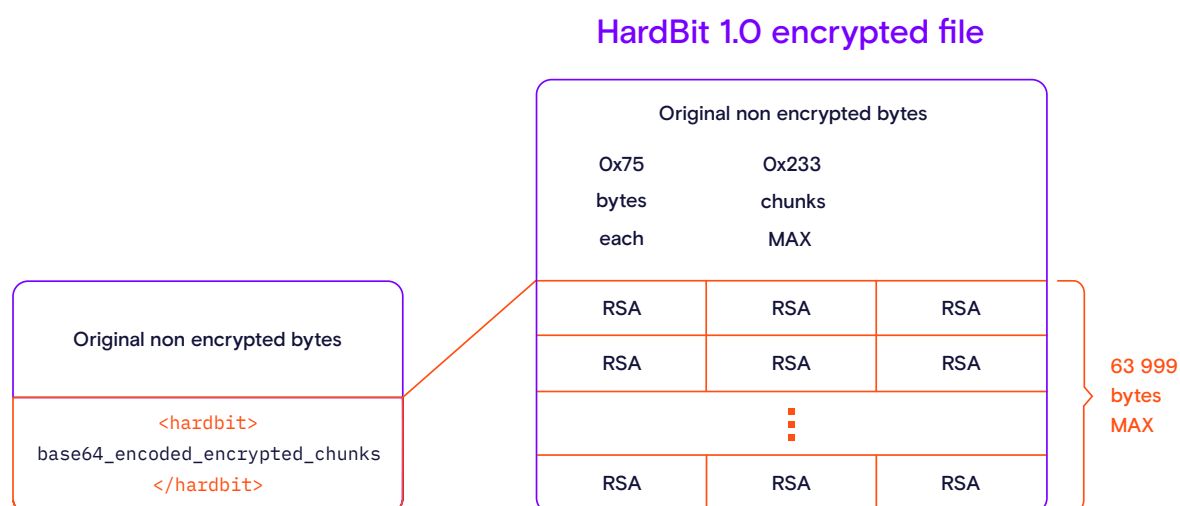 HardBit 1.0 encrypted file
Original non encrypted bytes
0x75 0x233
bytes chunks
each MAX
RSA RSA RSA
RSA RSA RSA
RSA RSA RSA
63 999
bytes
MAX
Original non encrypted bytes
<hardbit>
base64_encoded_encrypted_chunks
</hardbit>